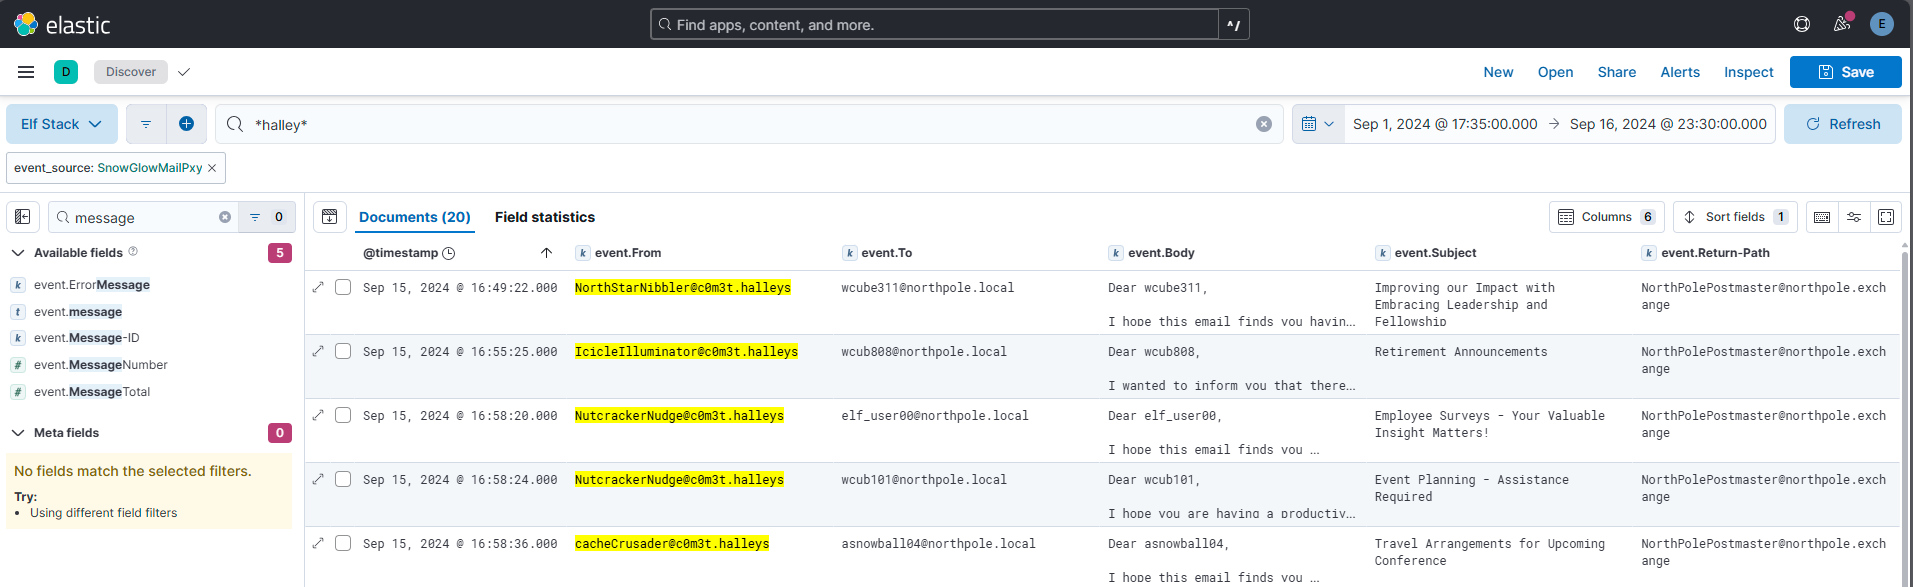 elastic
Find apps, content, and more.
^/
E
D
Discover
New
Open
Share
Alerts
Inspect
Save
Elf Stack
*halley*
Sep 1, 2024 @ 17:35:00.000 → Sep 16, 2024 @ 23:30:00.000
Refresh
event_source: SnowGlowMailPxy ×
message
0
Documents (20)
Field statistics
Columns 6
Sort fields 1
Available fields
5
event.ErrorMessage
event.message
event.Message-ID
event.MessageNumber
event.MessageTotal
Meta fields
0
No fields match the selected filters.
Try:
• Using different field filters
@timestamp
k event.From
k event.To
k event.Body
k event.Subject
k event.Return-Path
Sep 15, 2024 @ 16:49:22.000
NorthStarNibbler@c0m3t.halleys
wcube311@northpole.local
Dear wcube311,
I hope this email finds you havin…
Improving our Impact with
Embracing Leadership and
Fellowship
NorthPolePostmaster@northpole.exch
ange
Sep 15, 2024 @ 16:55:25.000
IcicleIlluminator@c0m3t.halleys
wcub808@northpole.local
Dear wcub808,
I wanted to inform you that there…
Retirement Announcements
NorthPolePostmaster@northpole.exch
ange
Sep 15, 2024 @ 16:58:20.000
NutcrackerNudge@c0m3t.halleys
elf_user00@northpole.local
Dear elf_user00,
I hope this email finds you …
Employee Surveys - Your Valuable
Insight Matters!
NorthPolePostmaster@northpole.exch
ange
Sep 15, 2024 @ 16:58:24.000
NutcrackerNudge@c0m3t.halleys
wcub101@northpole.local
Dear wcub101,
I hope you are having a productiv…
Event Planning - Assistance
Required
NorthPolePostmaster@northpole.exch
ange
Sep 15, 2024 @ 16:58:36.000
cacheCrusader@c0m3t.halleys
asnowball04@northpole.local
Dear asnowball04,
I hope this email finds you …
Travel Arrangements for Upcoming
Conference
NorthPolePostmaster@northpole.exch
ange